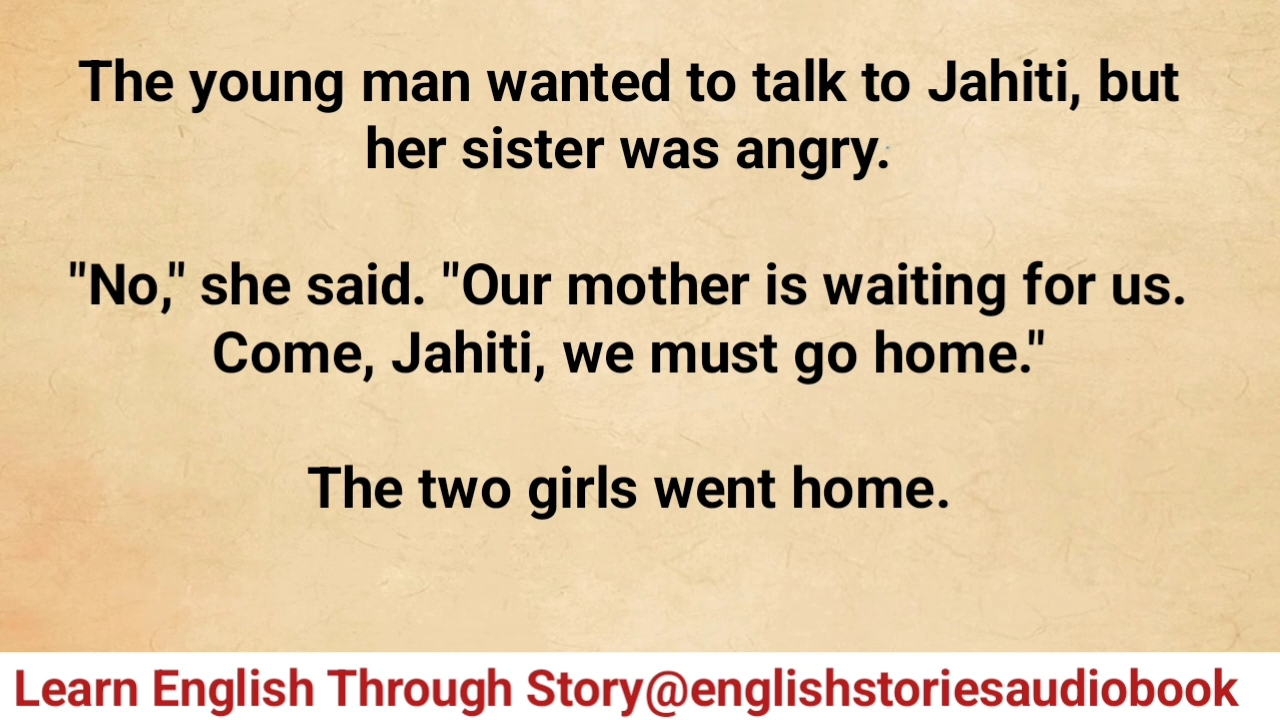 The young man wanted to talk to Jahiti, but
her sister was angry.
"No," she said. "Our mother is waiting for us.
Come, Jahiti, we must go home."
The two girls went home.
Learn English Through Story@englishstoriesaudiobook